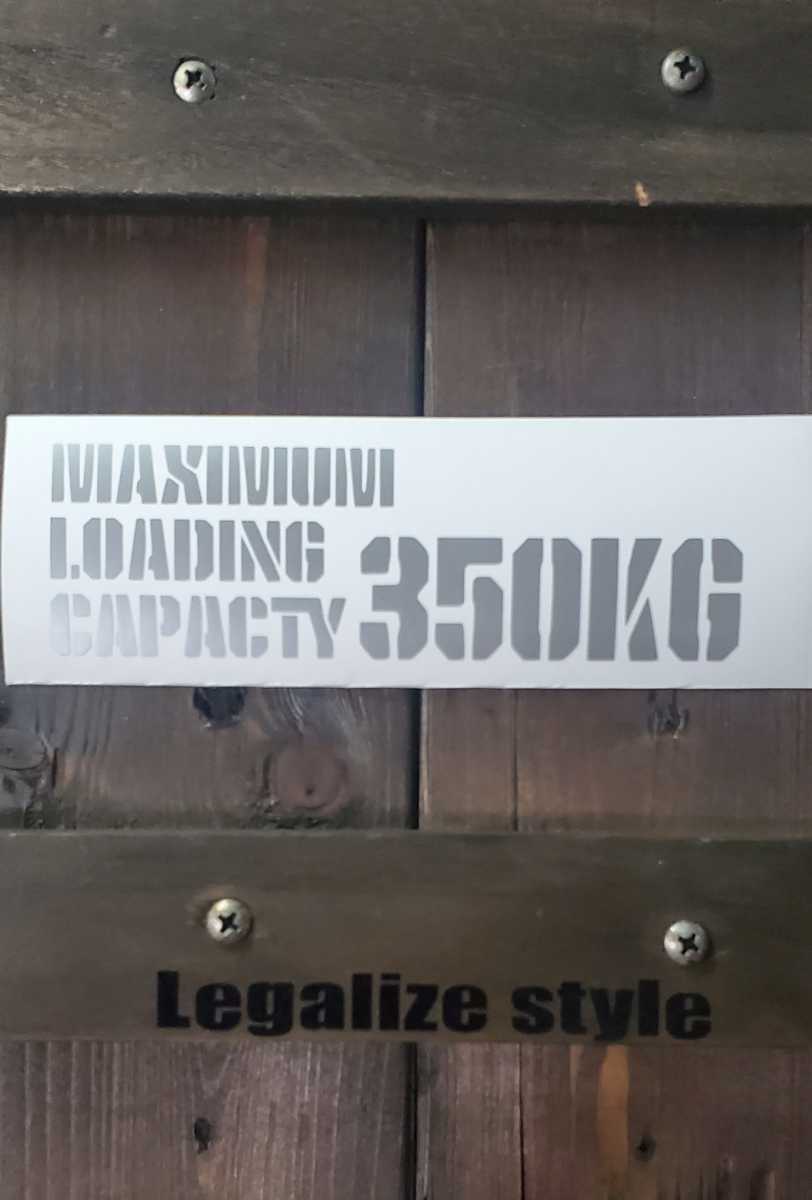 MAXIMUM
LOADING
CAPACTY 350KG
Legalize style